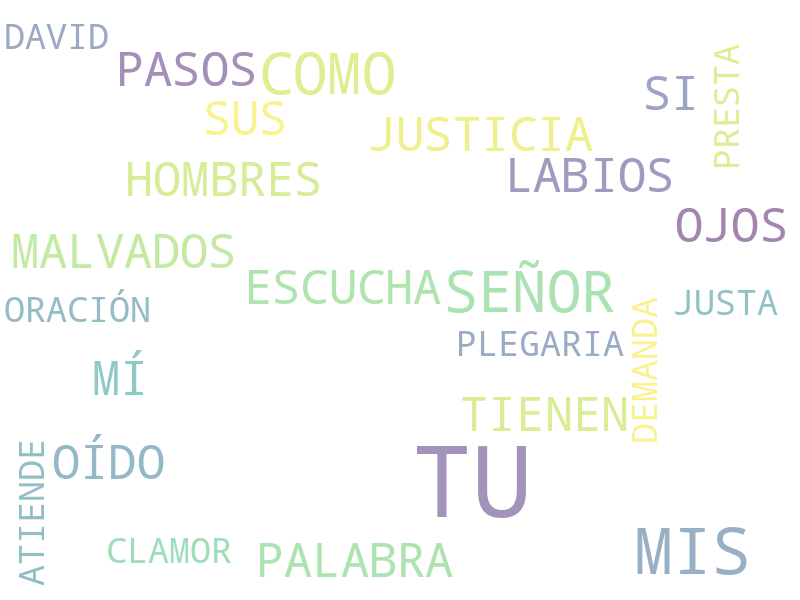 DAVID
PASOS
COMO
SI
PRESTA
SUS
JUSTICIA
HOMBRES
LABIOS
OJOS
MALVADOS
ESCUCHA
SEÑOR
ORACIÓN
JUSTA
PLEGARIA
DEMANDA
MÍ
TIENEN
OÍDO
TU
ATIENDE
CLAMOR
PALABRA
MIS